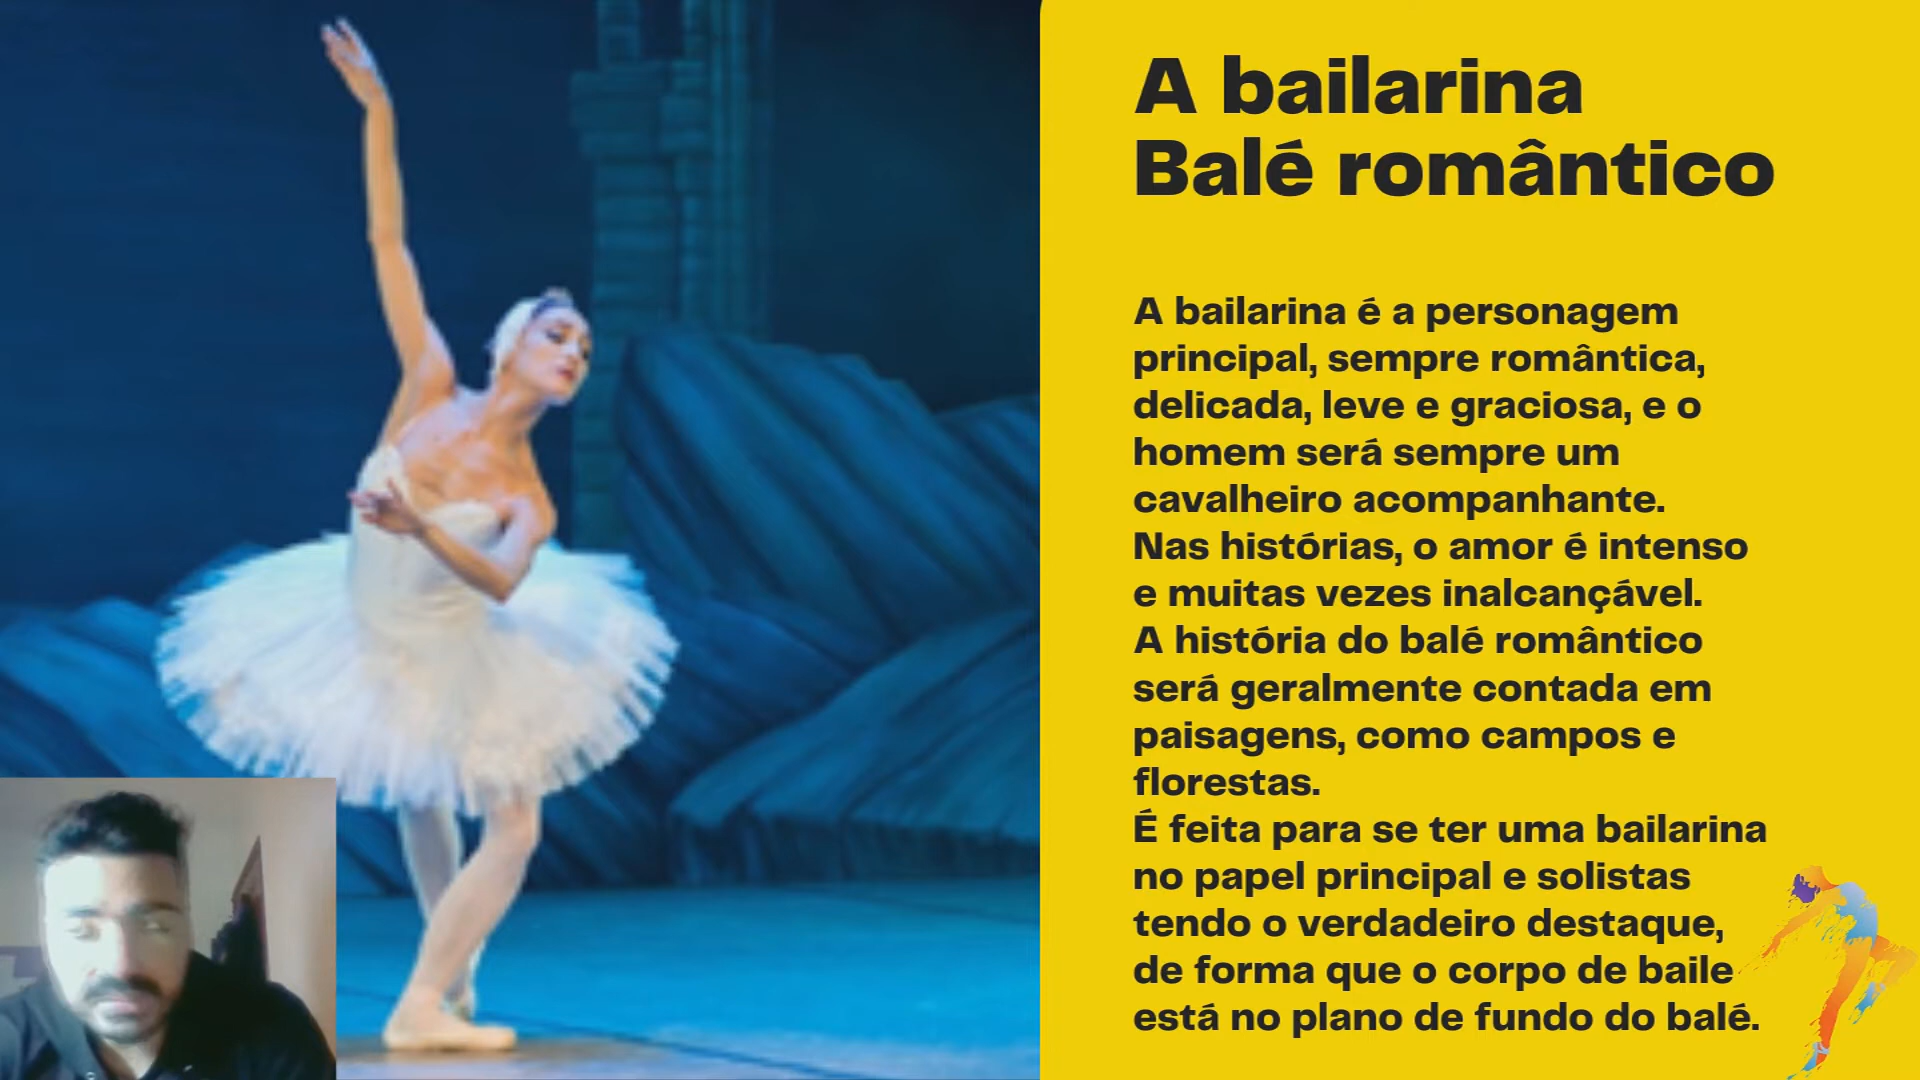 A bailarina
Balé romântico
A bailarina é a personagem
principal, sempre romântica,
delicada, leve e graciosa, e o
homem será sempre um
cavalheiro acompanhante.
Nas histórias, o amor é intenso
e muitas vezes inalcançável.
A história do balé romântico
será geralmente contada em
paisagens, como campos e
florestas.
É feita para se ter uma bailarina
no papel principal e solistas
tendo o verdadeiro destaque,
de forma que o corpo de baile
está no plano de fundo do balé.